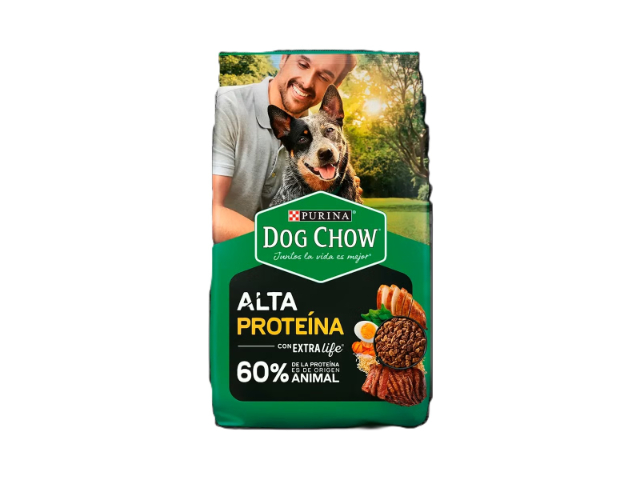 PURINA®
DOG CHOW™
Juntos la vida es mejor®
ALTA
PROTEÍNA
CON EXTRA life®
60% DE LA PROTEÍNA
ES DE ORIGEN
ANIMAL